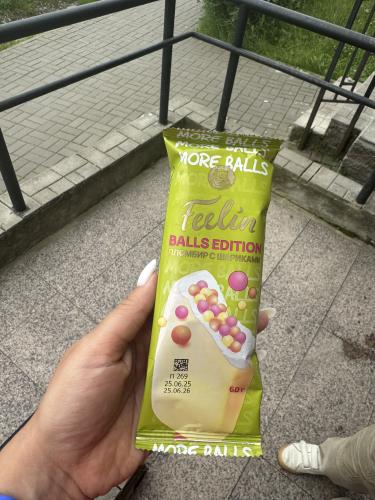 MORE BALLS
MORE BALLS
Feelin
BALLS EDITION
ПЛОМБИР С ШАРИКАМИ
П 269
25.06.25
25.06.26
MORE BALLS